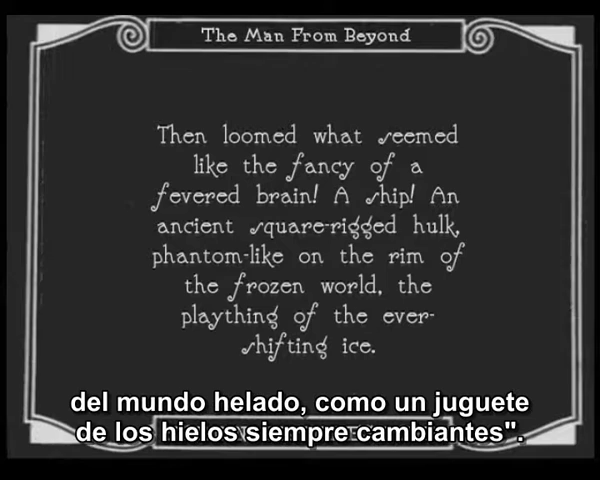 The Man From Beyond
Then loomed what seemed
like the fancy of a
fevered brain! A ship! An
ancient square-rigged hulk,
phantom-like on the rim of
the frozen world, the
plaything of the ever-
shifting ice.
del mundo helado, como un juguete
de los hielos siempre cambiantes".